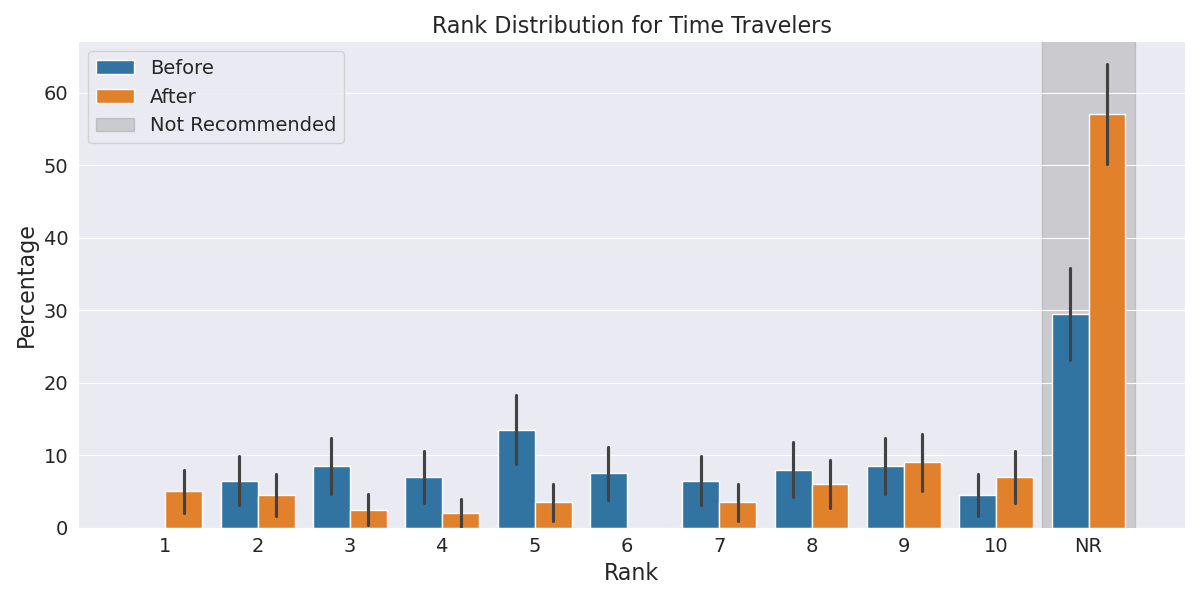 Rank Distribution for Time Travelers
Before
After
Not Recommended
Percentage
60
50
40
30
20
10
0
1 2 3 4 5 6 7 8 9 10 NR
Rank